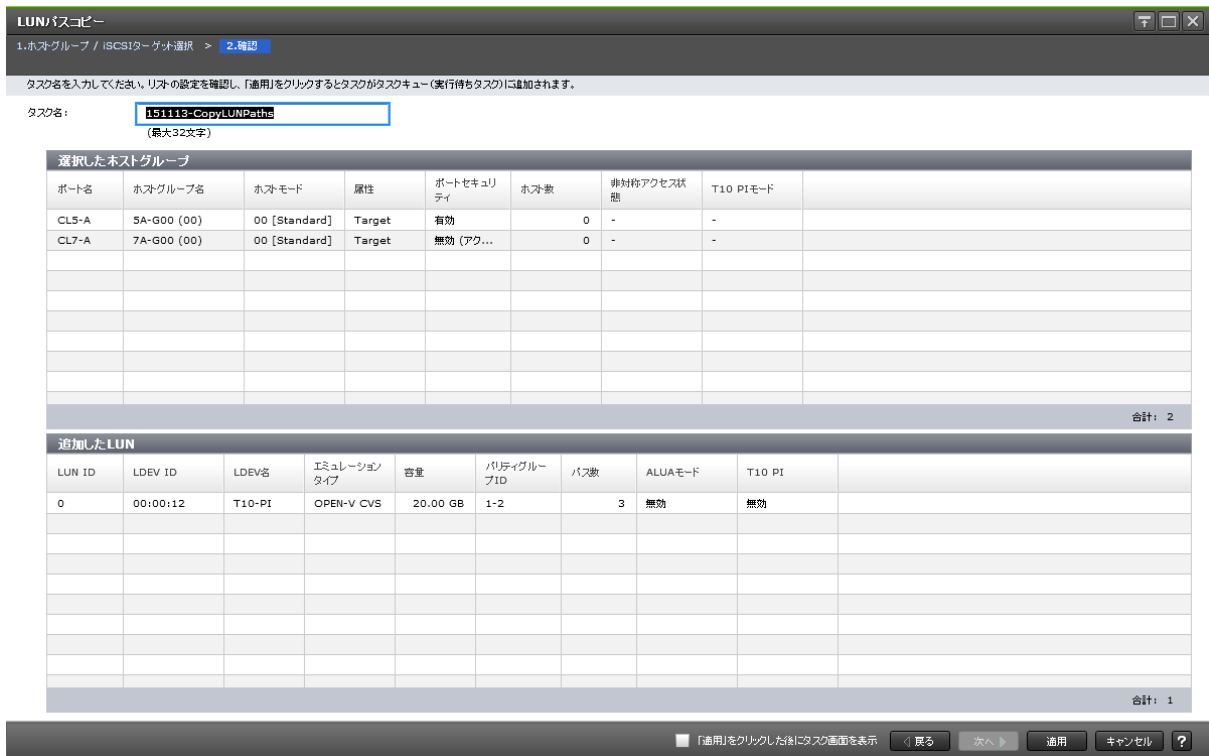 LUNパスコピー
1.ホストグループ / iSCSIターゲット選択 > 2.確認
タスク名を入力してください。リストの設定を確認し、「適用」をクリックするとタスクがタスクキュー(実行待ちタスク)に追加されます。
タスク名: 151113-CopyLUNPaths
(最大32文字)
選択したホストグループ
ポート名 ホストグループ名 ホストモード 属性 ポートセキュリティ ホスト数 非対称アクセス状態 T10 PIモード
CL5-A 5A-G00 (00) 00 [Standard] Target 有効 0 - -
CL7-A 7A-G00 (00) 00 [Standard] Target 無効 (アク... 0 - -
合計: 2
追加したLUN
LUN ID LDEV ID LDEV名 エミュレーションタイプ 容量 パリティグループID パス数 ALUAモード T10 PI
0 00:00:12 T10-PI OPEN-V CVS 20.00 GB 1-2 3 無効 無効
合計: 1
「適用」をクリックした後にタスク画面を表示 戻る 次へ 適用 キャンセル ?